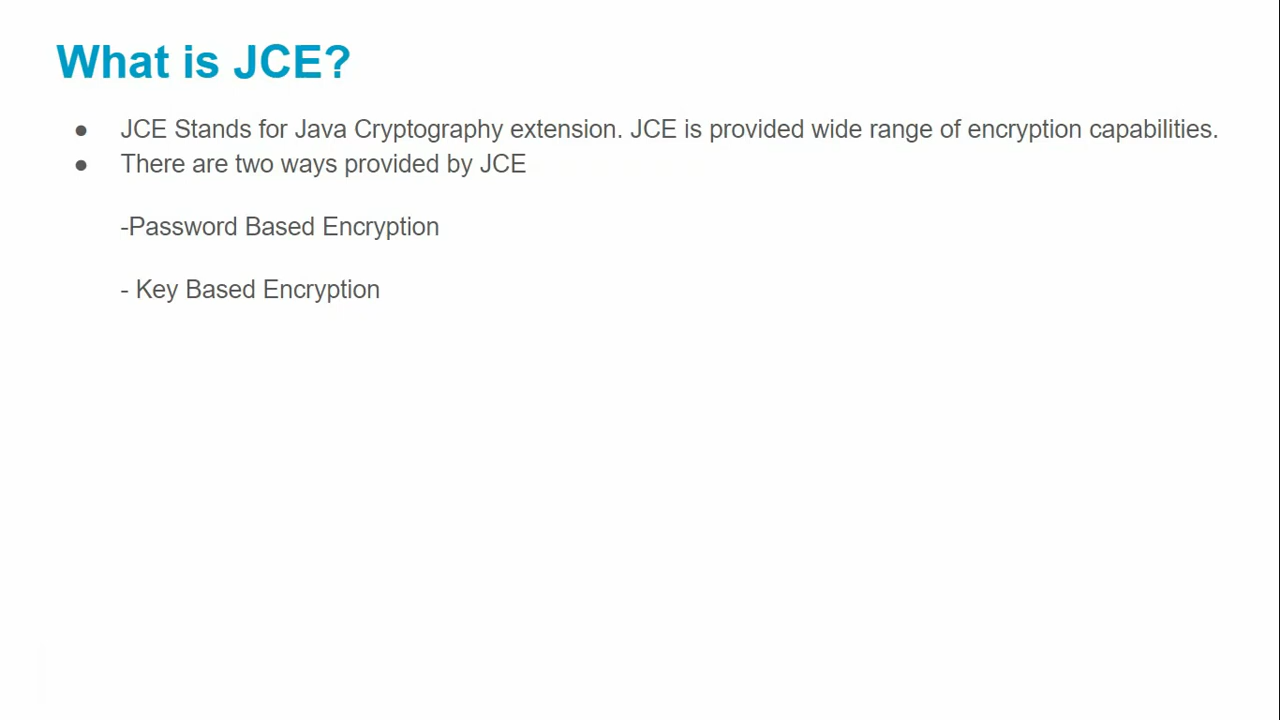 What is JCE?
● JCE Stands for Java Cryptography extension. JCE is provided wide range of encryption capabilities.
● There are two ways provided by JCE
-Password Based Encryption
- Key Based Encryption